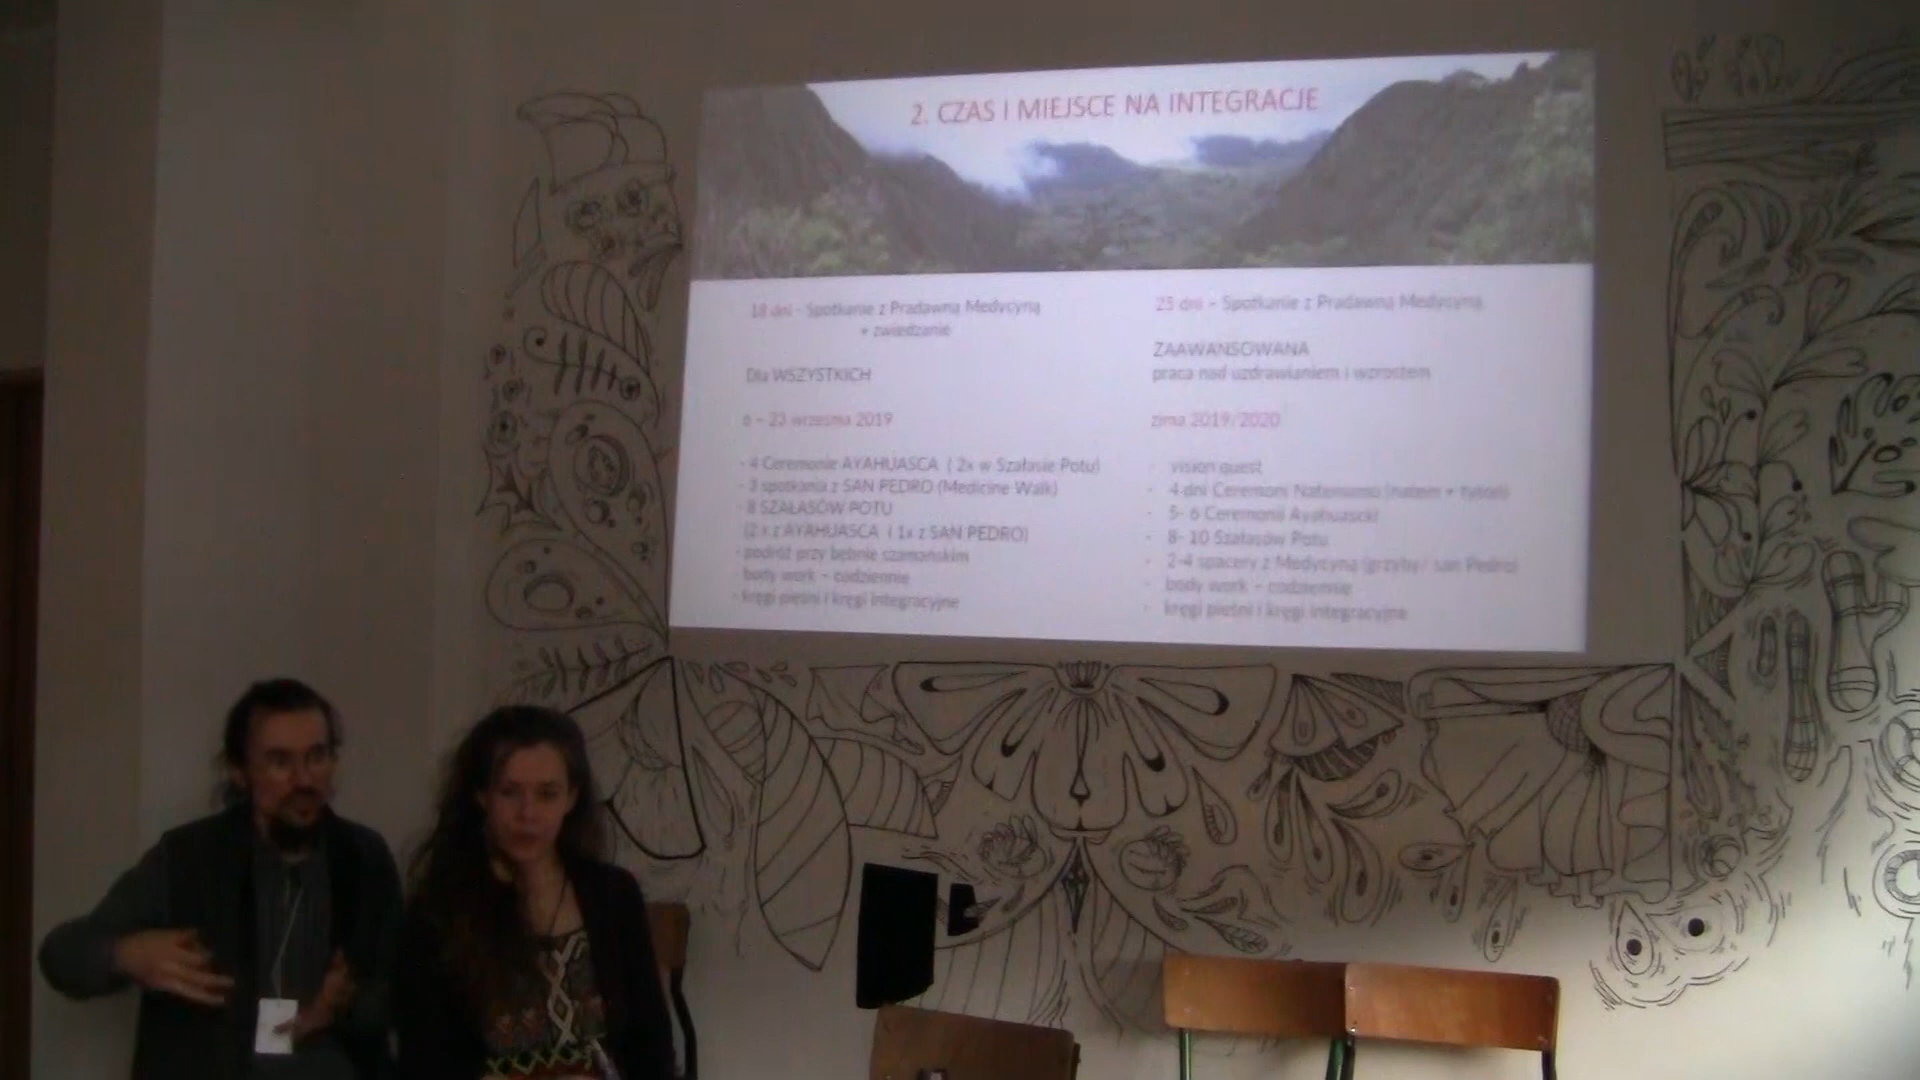 2. CZAS I MIEJSCE NA INTEGRACJE
18 dni - Spotkanie z Pradawną Medycyną
+ zwiedzanie
Dla WSZYSTKICH
6 – 23 września 2019
- 4 Ceremonie AYAHUASCA ( 2x w Szałasie Potu)
- 3 spotkania z SAN PEDRO (Medicine Walk)
- 8 SZAŁASÓW POTU
(2 x z AYAHUASCA i 1x z SAN PEDRO)
- podróż przy bębnie szamańskim
body work – codziennie
- kręgi pieśni i kręgi integracyjne
23 dni – Spotkanie z Pradawną Medycyną
ZAAWANSOWANA
praca nad uzdrawianiem i wzrostem
zima 2019/2020
- vision quest
- 4 dni Ceremoni Natemamo (natem + tytoń)
- 5- 6 Ceremonii Ayahuaski
- 8- 10 Szałasów Potu
- 2-4 spacery z Medycyną (grzyby / san Pedro)
- body work – codziennie
- kręgi pieśni i kręgi integracyjne